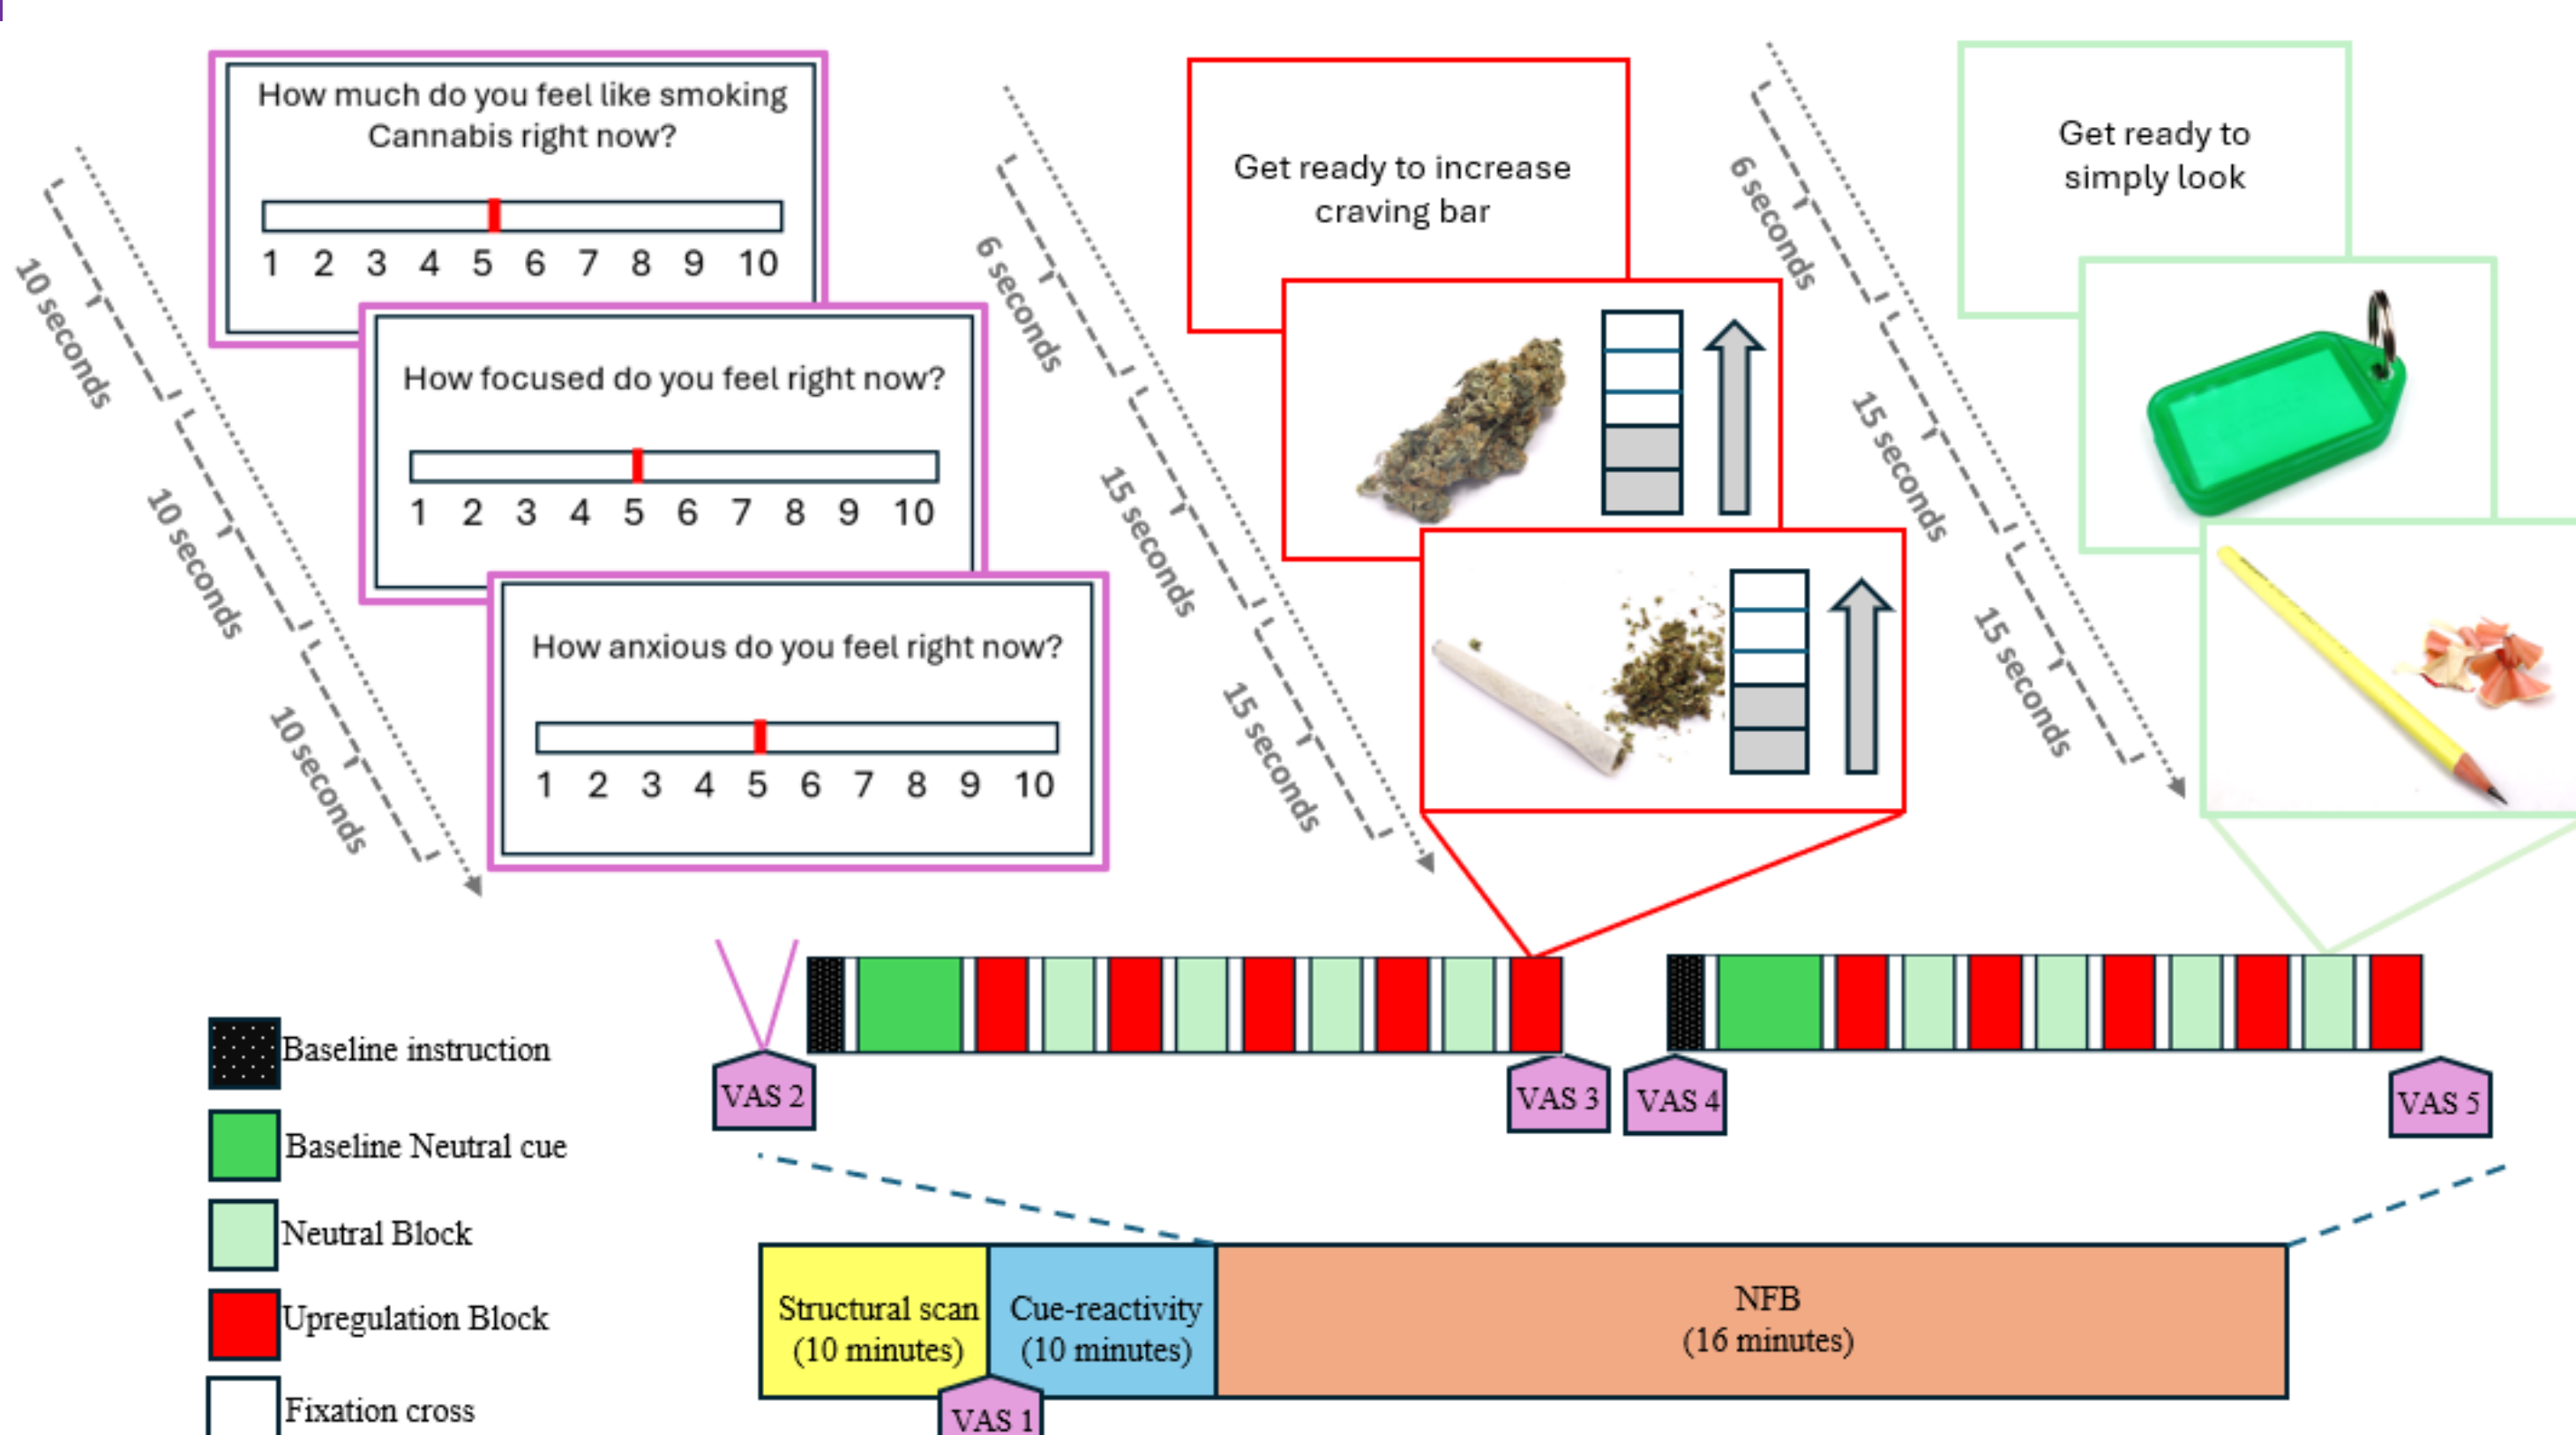 How much do you feel like smoking
Cannabis right now?
1 2 3 4 5 6 7 8 9 10
How focused do you feel right now?
1 2 3 4 5 6 7 8 9 10
How anxious do you feel right now?
1 2 3 4 5 6 7 8 9 10
10 seconds
10 seconds
10 seconds
Get ready to increase
craving bar
6 seconds
15 seconds
15 seconds
Get ready to
simply look
6 seconds
15 seconds
15 seconds
VAS 2
VAS 3
VAS 4
VAS 5
Baseline instruction
Baseline Neutral cue
Neutral Block
Upregulation Block
Fixation cross
Structural scan
(10 minutes)
Cue-reactivity
(10 minutes)
NFB
(16 minutes)
VAS 1